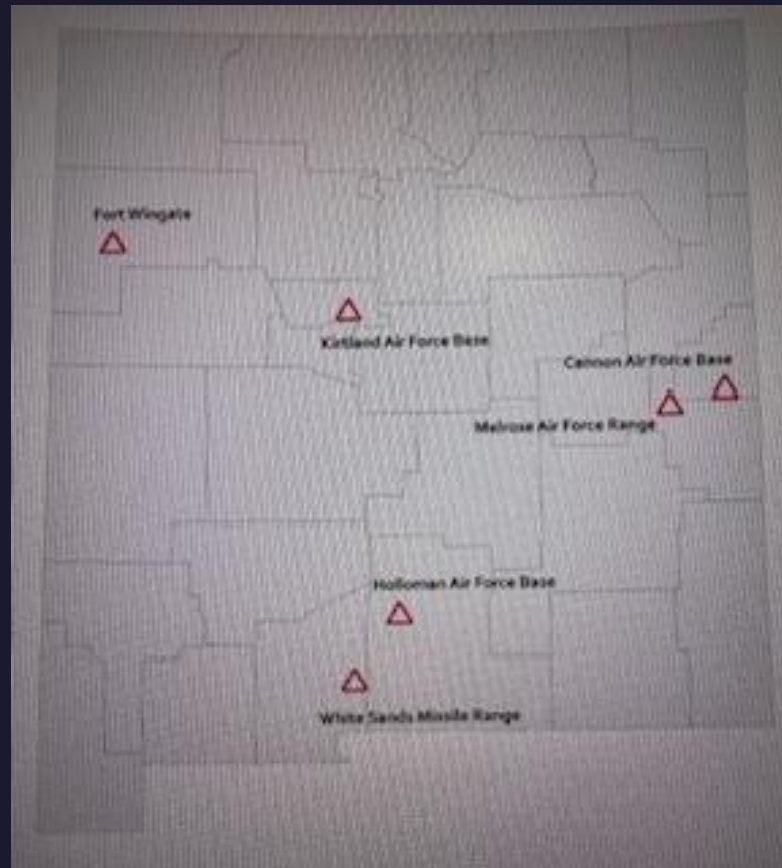 Fort Wingate
Kirtland Air Force Base
Cannon Air Force Base
Melrose Air Force Range
Holloman Air Force Base
White Sands Missile Range